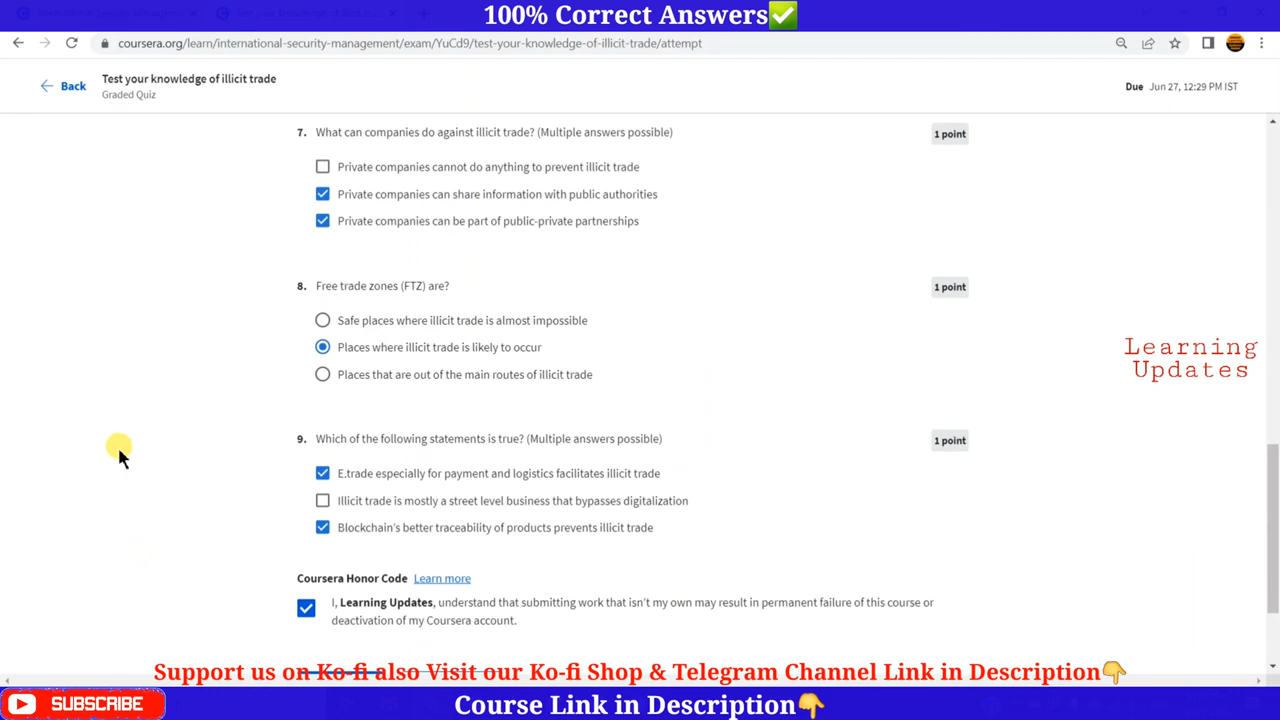 100% Correct Answers✅
coursera.org/learn/international-security-management/exam/YuCd9/test-your-knowledge-of-illicit-trade/attempt
Back
Test your knowledge of illicit trade
Graded Quiz
Due Jun 27, 12:29 PM IST
7. What can companies do against illicit trade? (Multiple answers possible)
1 point
Private companies cannot do anything to prevent illicit trade
Private companies can share information with public authorities
Private companies can be part of public-private partnerships
8. Free trade zones (FTZ) are?
1 point
Safe places where illicit trade is almost impossible
Places where illicit trade is likely to occur
Places that are out of the main routes of illicit trade
Learning
Updates
9. Which of the following statements is true? (Multiple answers possible)
1 point
E.trade especially for payment and logistics facilitates illicit trade
Illicit trade is mostly a street level business that bypasses digitalization
Blockchain's better traceability of products prevents illicit trade
Coursera Honor Code Learn more
I, Learning Updates, understand that submitting work that isn't my own may result in permanent failure of this course or
deactivation of my Coursera account.
Support us on Ko-fi also Visit our Ko-fi Shop & Telegram Channel Link in Description👇
SUBSCRIBE
Course Link in Description👇